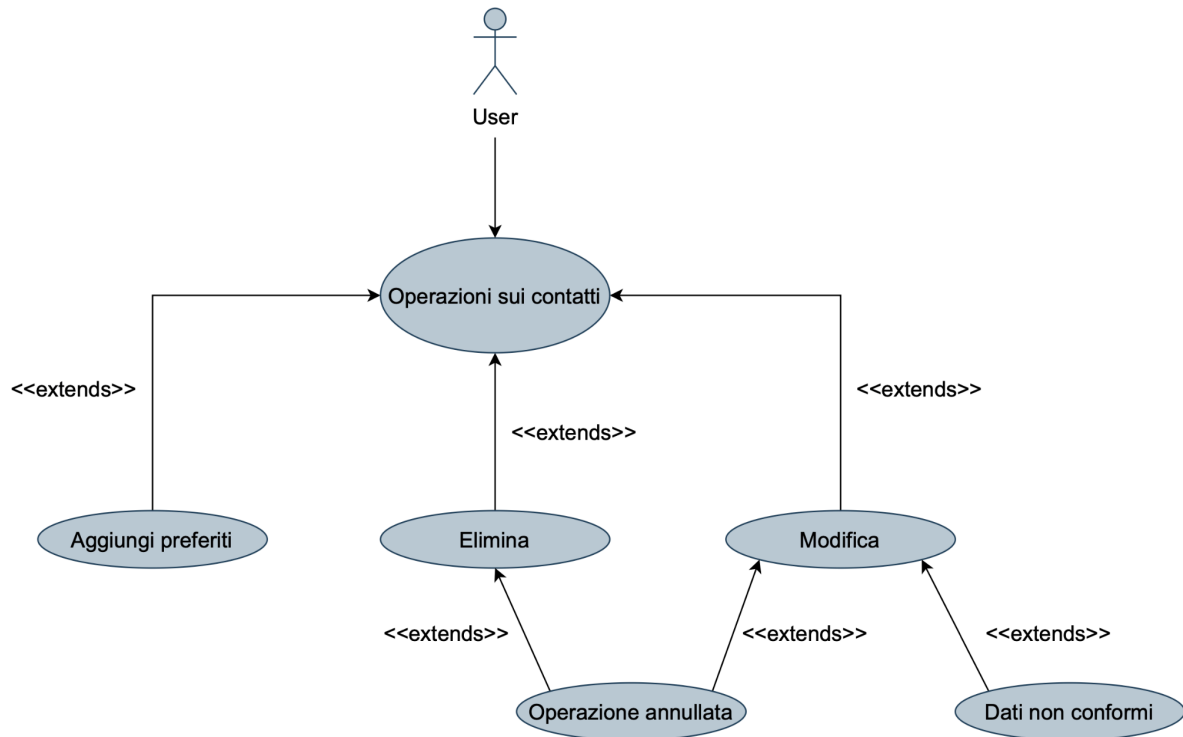 User
Operazioni sui contatti
<<extends>>
<<extends>>
<<extends>>
Aggiungi preferiti
Elimina
Modifica
<<extends>>
<<extends>>
<<extends>>
Operazione annullata
Dati non conformi